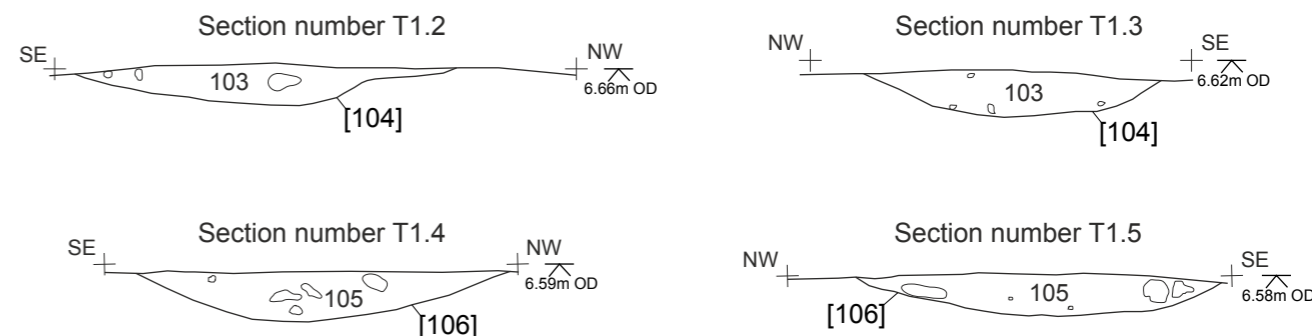 Section number T1.2
SE
NW
103
6.66m OD
[104]
Section number T1.3
NW
SE
103
6.62m OD
[104]
Section number T1.4
SE
NW
105
6.59m OD
[106]
Section number T1.5
NW
SE
105
6.58m OD
[106]